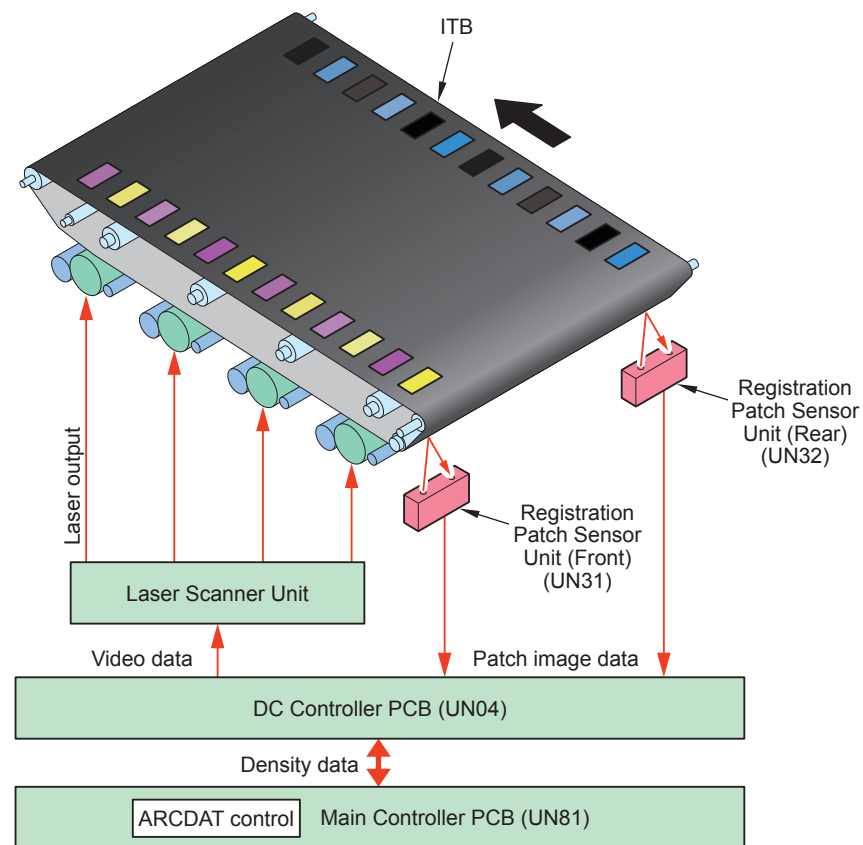 ITB
Registration
Patch Sensor
Unit (Rear)
(UN32)
Registration
Patch Sensor
Unit (Front)
(UN31)
Laser output
Laser Scanner Unit
Video data
Patch image data
DC Controller PCB (UN04)
Density data
ARCDAT control
Main Controller PCB (UN81)